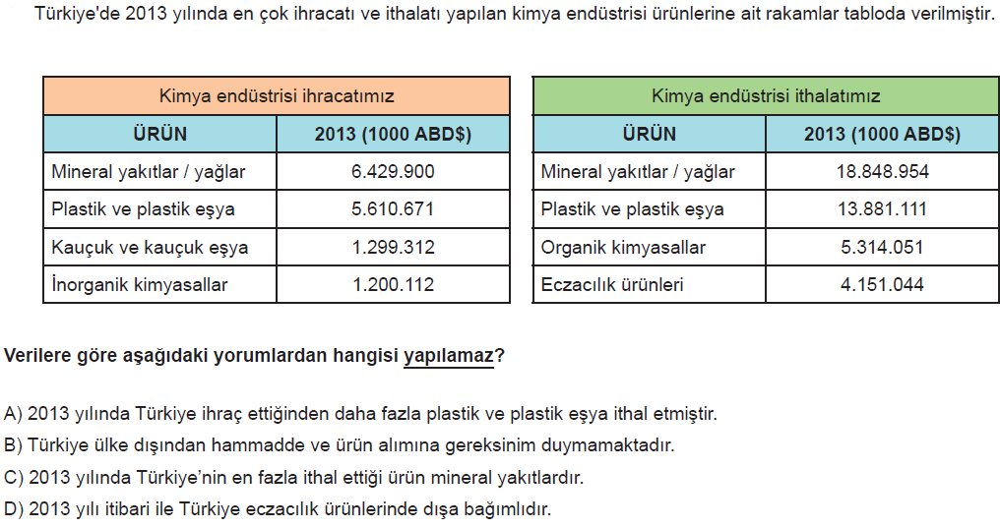 Türkiye'de 2013 yılında en çok ihracatı ve ithalatı yapılan kimya endüstrisi ürünlerine ait rakamlar tabloda verilmiştir.
Kimya endüstrisi ihracatımız
ÜRÜN 2013 (1000 ABD$)
Mineral yakıtlar / yağlar 6.429.900
Plastik ve plastik eşya 5.610.671
Kauçuk ve kauçuk eşya 1.299.312
İnorganik kimyasallar 1.200.112
Kimya endüstrisi ithalatımız
ÜRÜN 2013 (1000 ABD$)
Mineral yakıtlar / yağlar 18.848.954
Plastik ve plastik eşya 13.881.111
Organik kimyasallar 5.314.051
Eczacılık ürünleri 4.151.044
Verilere göre aşağıdaki yorumlardan hangisi yapılamaz?
A) 2013 yılında Türkiye ihraç ettiğinden daha fazla plastik ve plastik eşya ithal etmiştir.
B) Türkiye ülke dışından hammadde ve ürün alımına gereksinim duymamaktadır.
C) 2013 yılında Türkiye’nin en fazla ithal ettiği ürün mineral yakıtlardır.
D) 2013 yılı itibari ile Türkiye eczacılık ürünlerinde dışa bağımlıdır.